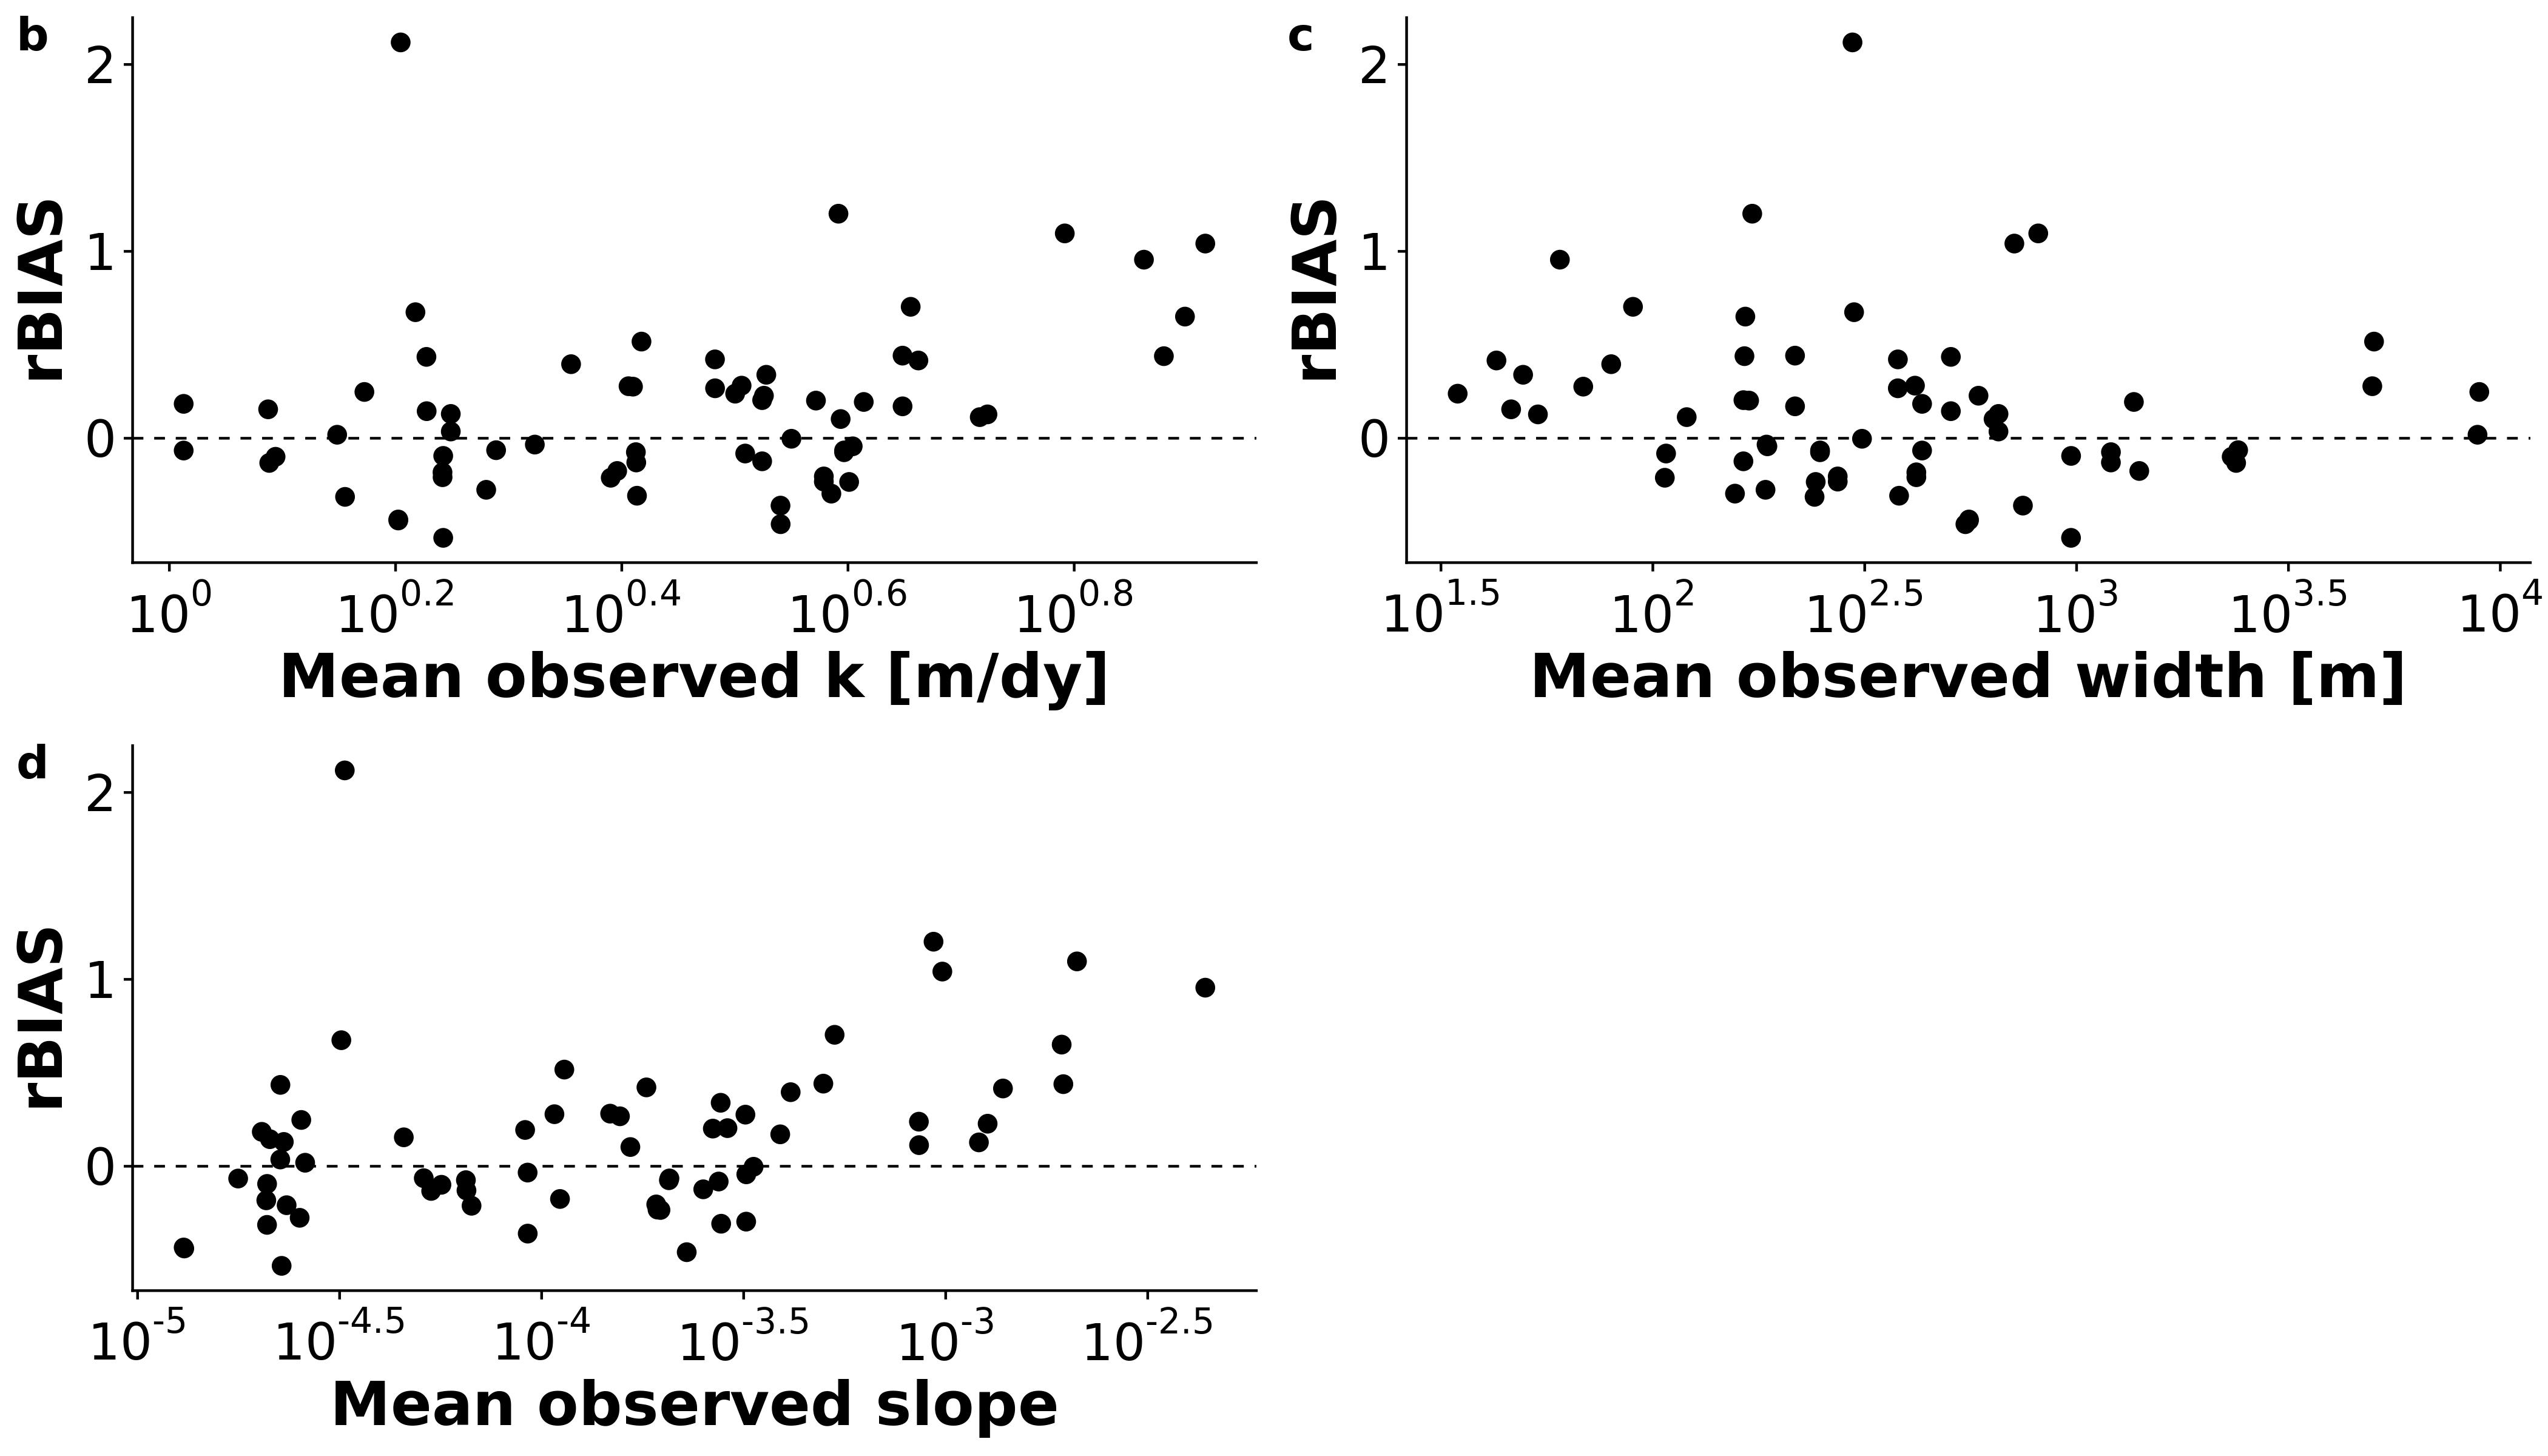 b
2
1
0
rBIAS
10^0 10^0.2 10^0.4 10^0.6 10^0.8
Mean observed k [m/dy]
c
2
1
0
rBIAS
10^1.5 10^2 10^2.5 10^3 10^3.5 10^4
Mean observed width [m]
d
2
1
0
rBIAS
10^-5 10^-4.5 10^-4 10^-3.5 10^-3 10^-2.5
Mean observed slope